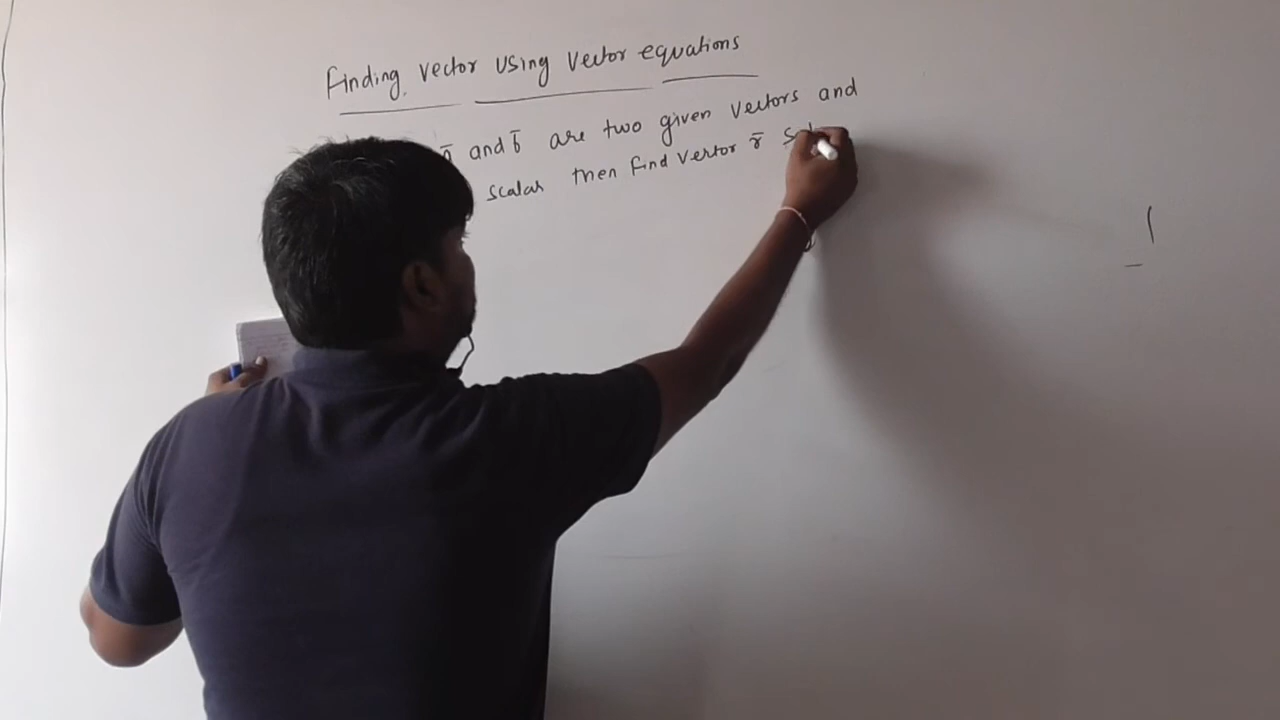 Finding vector using vector equations
ā and b̄ are two given vectors and
scalar then find vector r̄